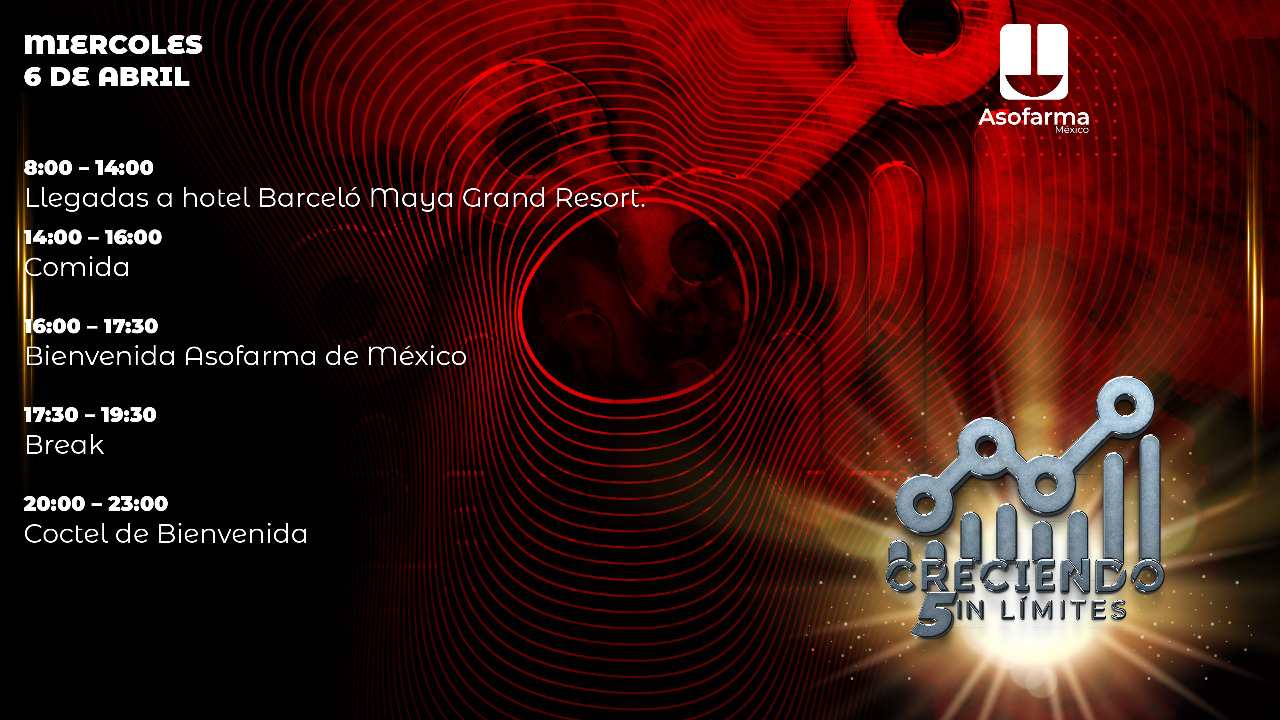 MIERCOLES
6 DE ABRIL
8:00 – 14:00
Llegadas a hotel Barceló Maya Grand Resort.
14:00 – 16:00
Comida
16:00 – 17:30
Bienvenida Asofarma de México
17:30 – 19:30
Break
20:00 – 23:00
Coctel de Bienvenida
Asofarma
México
CRECIENDO
5IN LÍMITES